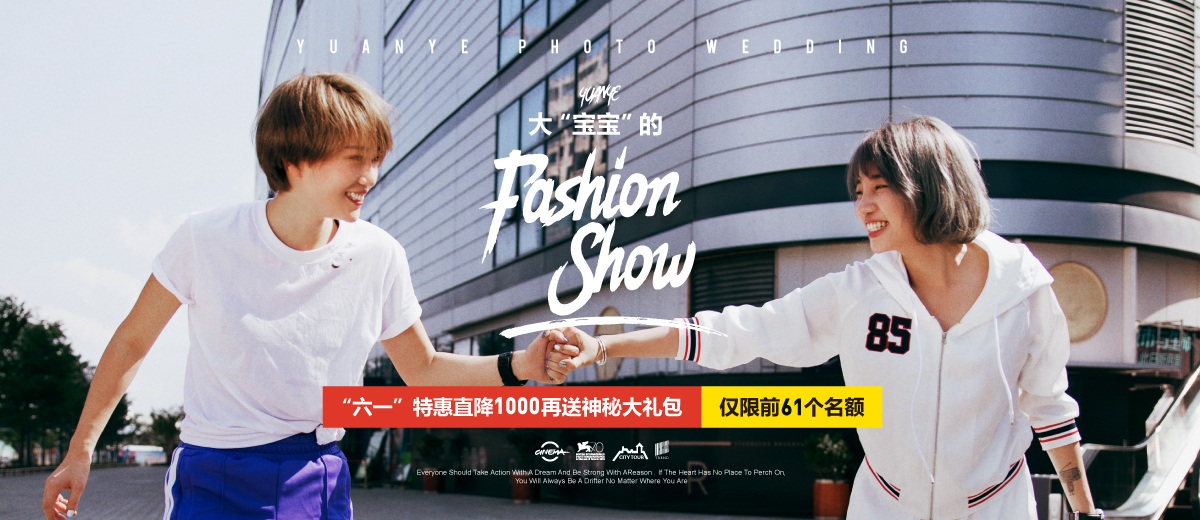 YUANYE PHOTO WEDDING
YUANYE
大“宝宝”的
Fashion
Show
85
“六一”特惠直降1000再送神秘大礼包 仅限前61个名额
CINEMA
CITY TOUR
Everyone Should Take Action With A Dream And Be Strong With AReason . If The Heart Has No Place To Perch On,
You Will Always Be A Drifter No Matter Where You Are